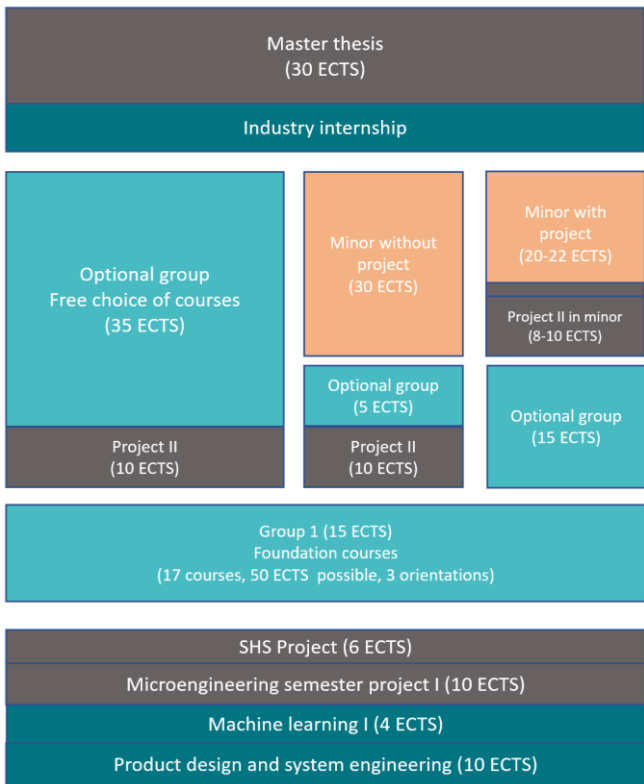 Master thesis
(30 ECTS)
Industry internship
Optional group
Free choice of courses
(35 ECTS)
Project II
(10 ECTS)
Minor without
project
(30 ECTS)
Optional group
(5 ECTS)
Project II
(10 ECTS)
Minor with
project
(20-22 ECTS)
Project II in minor
(8-10 ECTS)
Optional group
(15 ECTS)
Group 1 (15 ECTS)
Foundation courses
(17 courses, 50 ECTS possible, 3 orientations)
SHS Project (6 ECTS)
Microengineering semester project I (10 ECTS)
Machine learning I (4 ECTS)
Product design and system engineering (10 ECTS)